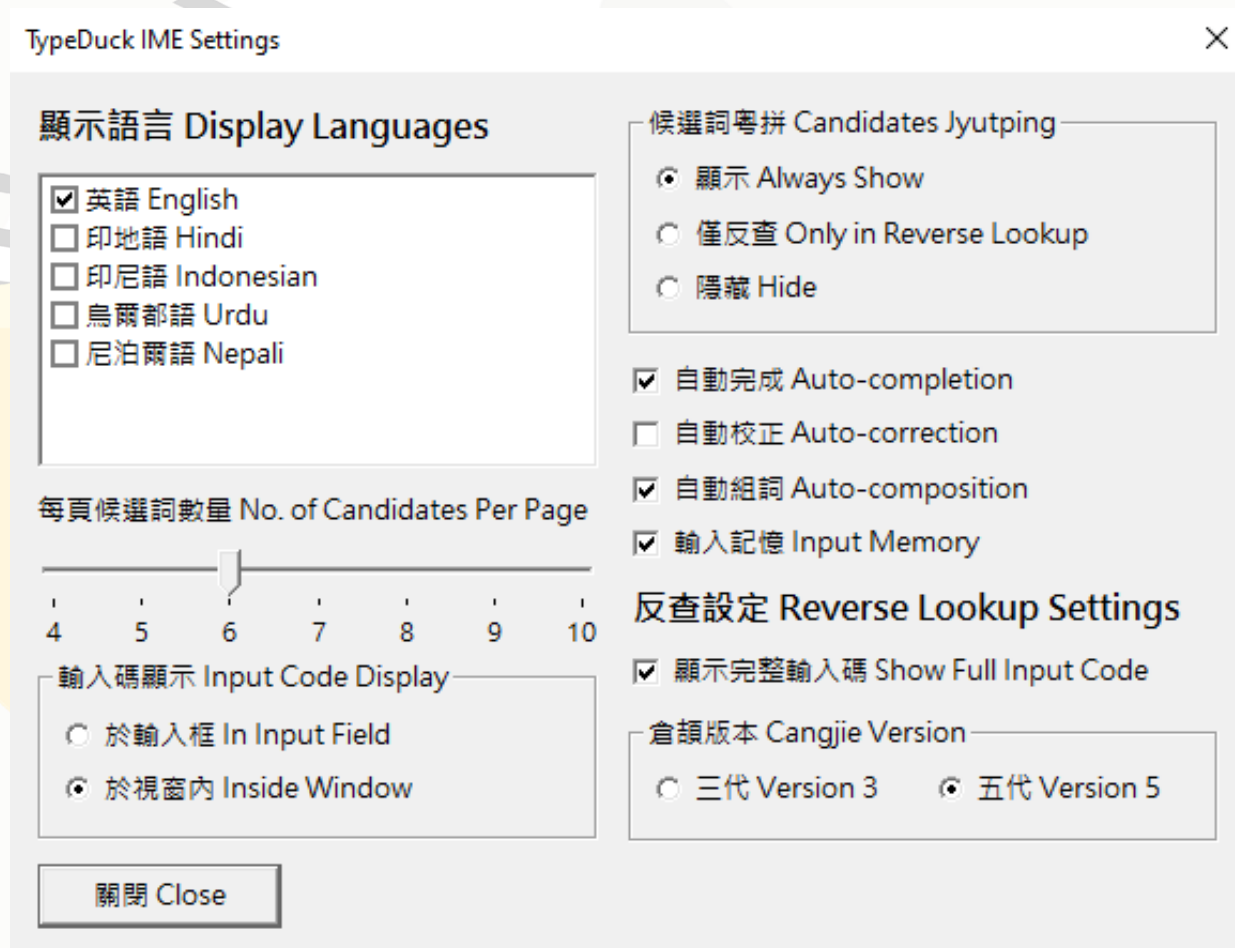 TypeDuck IME Settings
顯示語言 Display Languages
英語 English
印地語 Hindi
印尼語 Indonesian
烏爾都語 Urdu
尼泊爾語 Nepali
每頁候選詞數量 No. of Candidates Per Page
4 5 6 7 8 9 10
輸入碼顯示 Input Code Display
於輸入框 In Input Field
於視窗內 Inside Window
關閉 Close
候選詞粵拼 Candidates Jyutping
顯示 Always Show
僅反查 Only in Reverse Lookup
隱藏 Hide
自動完成 Auto-completion
自動校正 Auto-correction
自動組詞 Auto-composition
輸入記憶 Input Memory
反查設定 Reverse Lookup Settings
顯示完整輸入碼 Show Full Input Code
倉頡版本 Cangjie Version
三代 Version 3
五代 Version 5